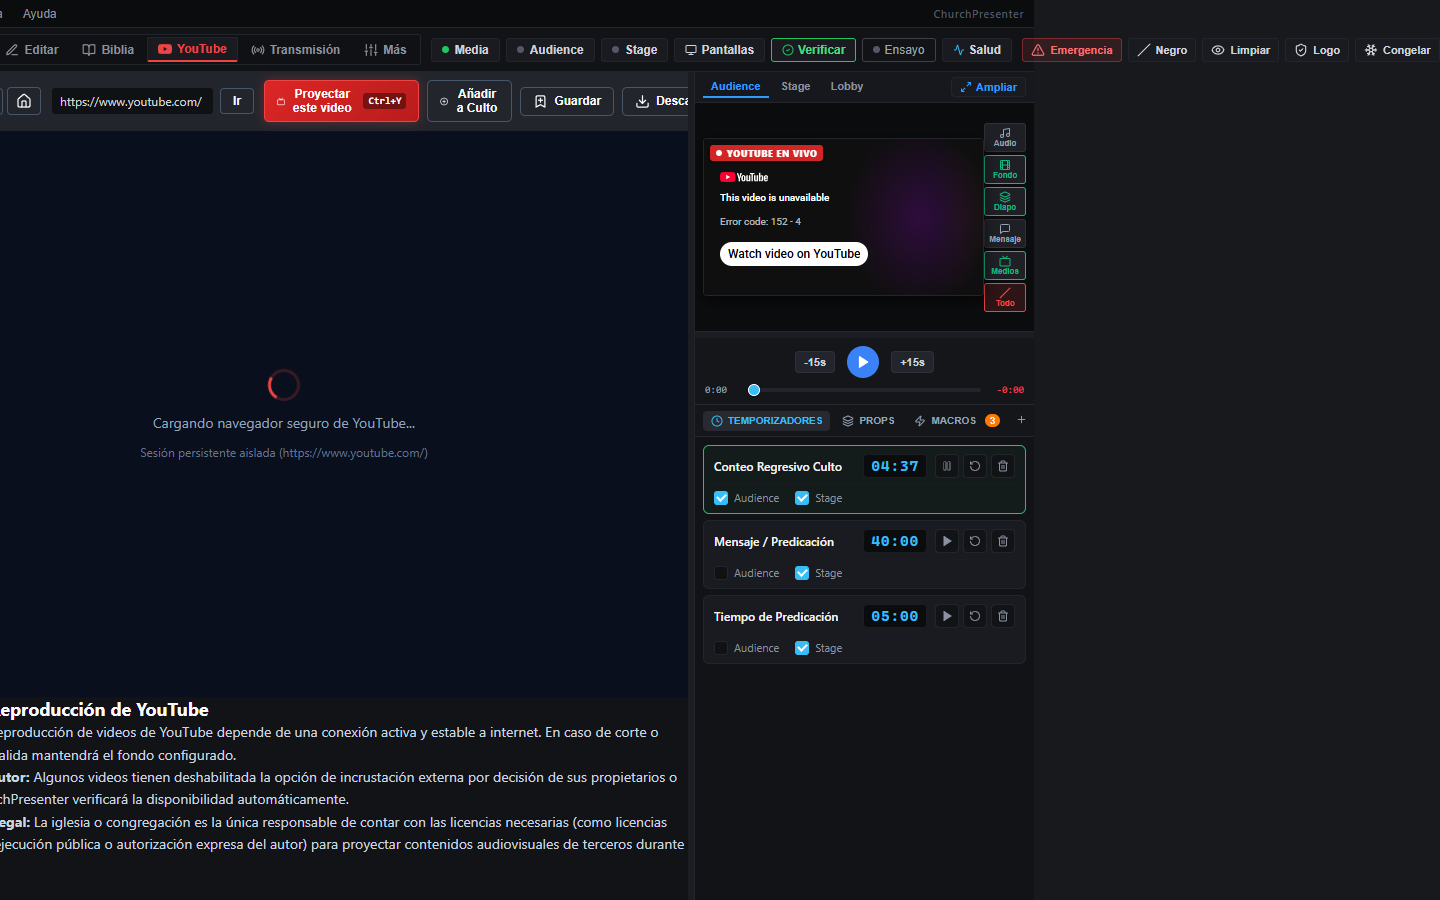 Ayuda
ChurchPresenter
Editar
Biblia
YouTube
Transmisión
Más
Media
Audience
Stage
Pantallas
Verificar
Ensayo
Salud
Emergencia
Negro
Limpiar
Logo
Congelar
https://www.youtube.com/
Ir
Proyectar
este video
Ctrl+Y
Añadir
a Culto
Guardar
Desca
Audience
Stage
Lobby
Ampliar
YOUTUBE EN VIVO
YouTube
This video is unavailable
Error code: 152 - 4
Watch video on YouTube
Audio
Fondo
Diapo
Mensaje
Medios
Todo
-15s
+15s
0:00
-0:00
TEMPORIZADORES
PROPS
MACROS
3
+
Conteo Regresivo Culto
04:37
Audience
Stage
Mensaje / Predicación
40:00
Audience
Stage
Tiempo de Predicación
05:00
Audience
Stage
Cargando navegador seguro de YouTube...
Sesión persistente aislada (https://www.youtube.com/)
eproducción de YouTube
eproducción de videos de YouTube depende de una conexión activa y estable a internet. En caso de corte o
alida mantendrá el fondo configurado.
utor: Algunos videos tienen deshabilitada la opción de incrustación externa por decisión de sus propietarios o
chPresenter verificará la disponibilidad automáticamente.
egal: La iglesia o congregación es la única responsable de contar con las licencias necesarias (como licencias
ejecución pública o autorización expresa del autor) para proyectar contenidos audiovisuales de terceros durante